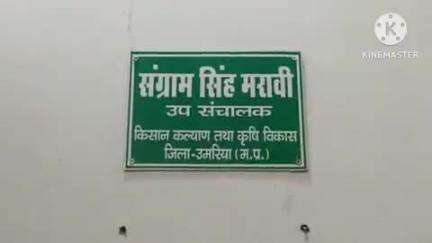 KINEMASTER
संग्राम सिंह मरावी
उप संचालक
किसान कल्याण तथा कृषि विकास
जिला-उमरिया (म.प्र.)